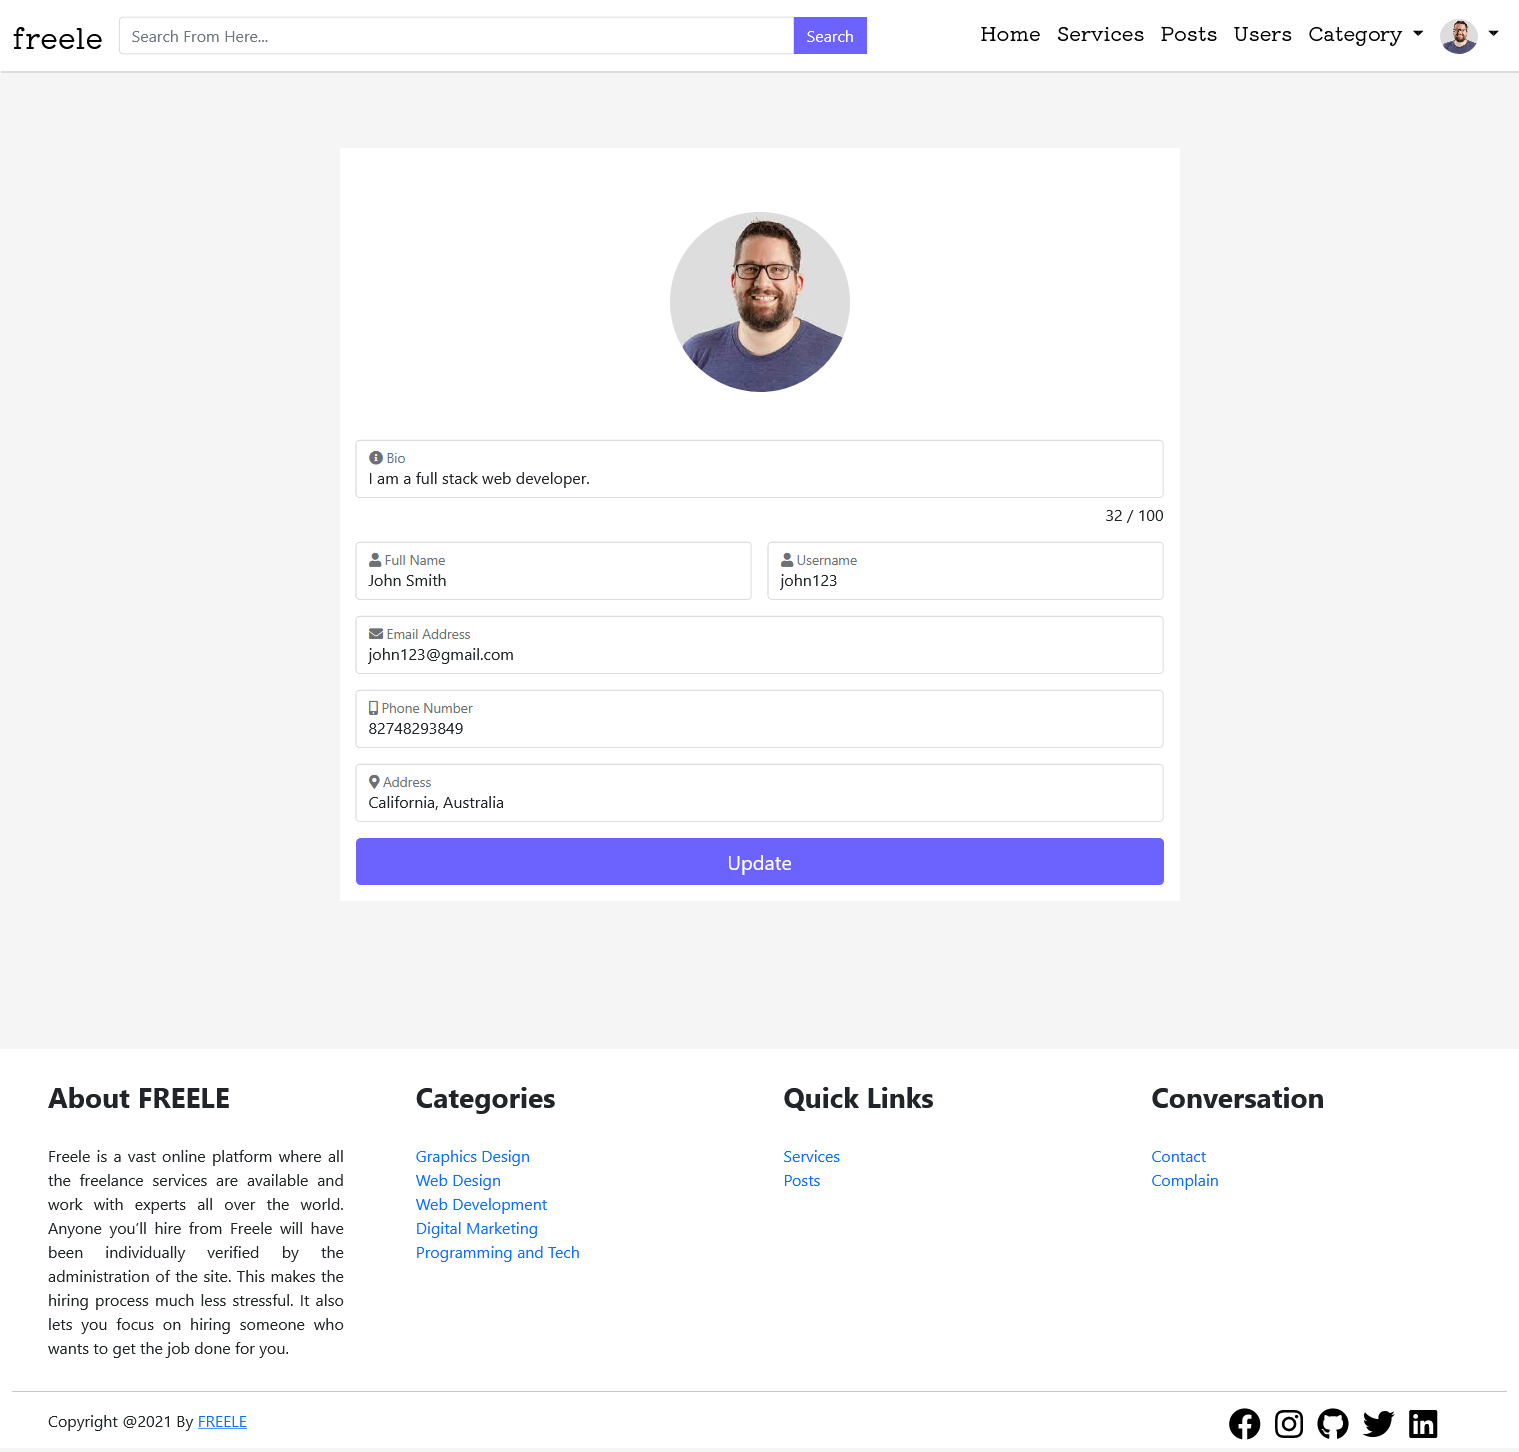 freele
Search From Here...
Search
Home
Services
Posts
Users
Category
Bio
I am a full stack web developer.
32 / 100
Full Name
John Smith
Username
john123
Email Address
john123@gmail.com
Phone Number
82748293849
Address
California, Australia
Update
About FREELE
Freele is a vast online platform where all
the freelance services are available and
work with experts all over the world.
Anyone you’ll hire from Freele will have
been individually verified by the
administration of the site. This makes the
hiring process much less stressful. It also
lets you focus on hiring someone who
wants to get the job done for you.
Categories
Graphics Design
Web Design
Web Development
Digital Marketing
Programming and Tech
Quick Links
Services
Posts
Conversation
Contact
Complain
Copyright @2021 By FREELE